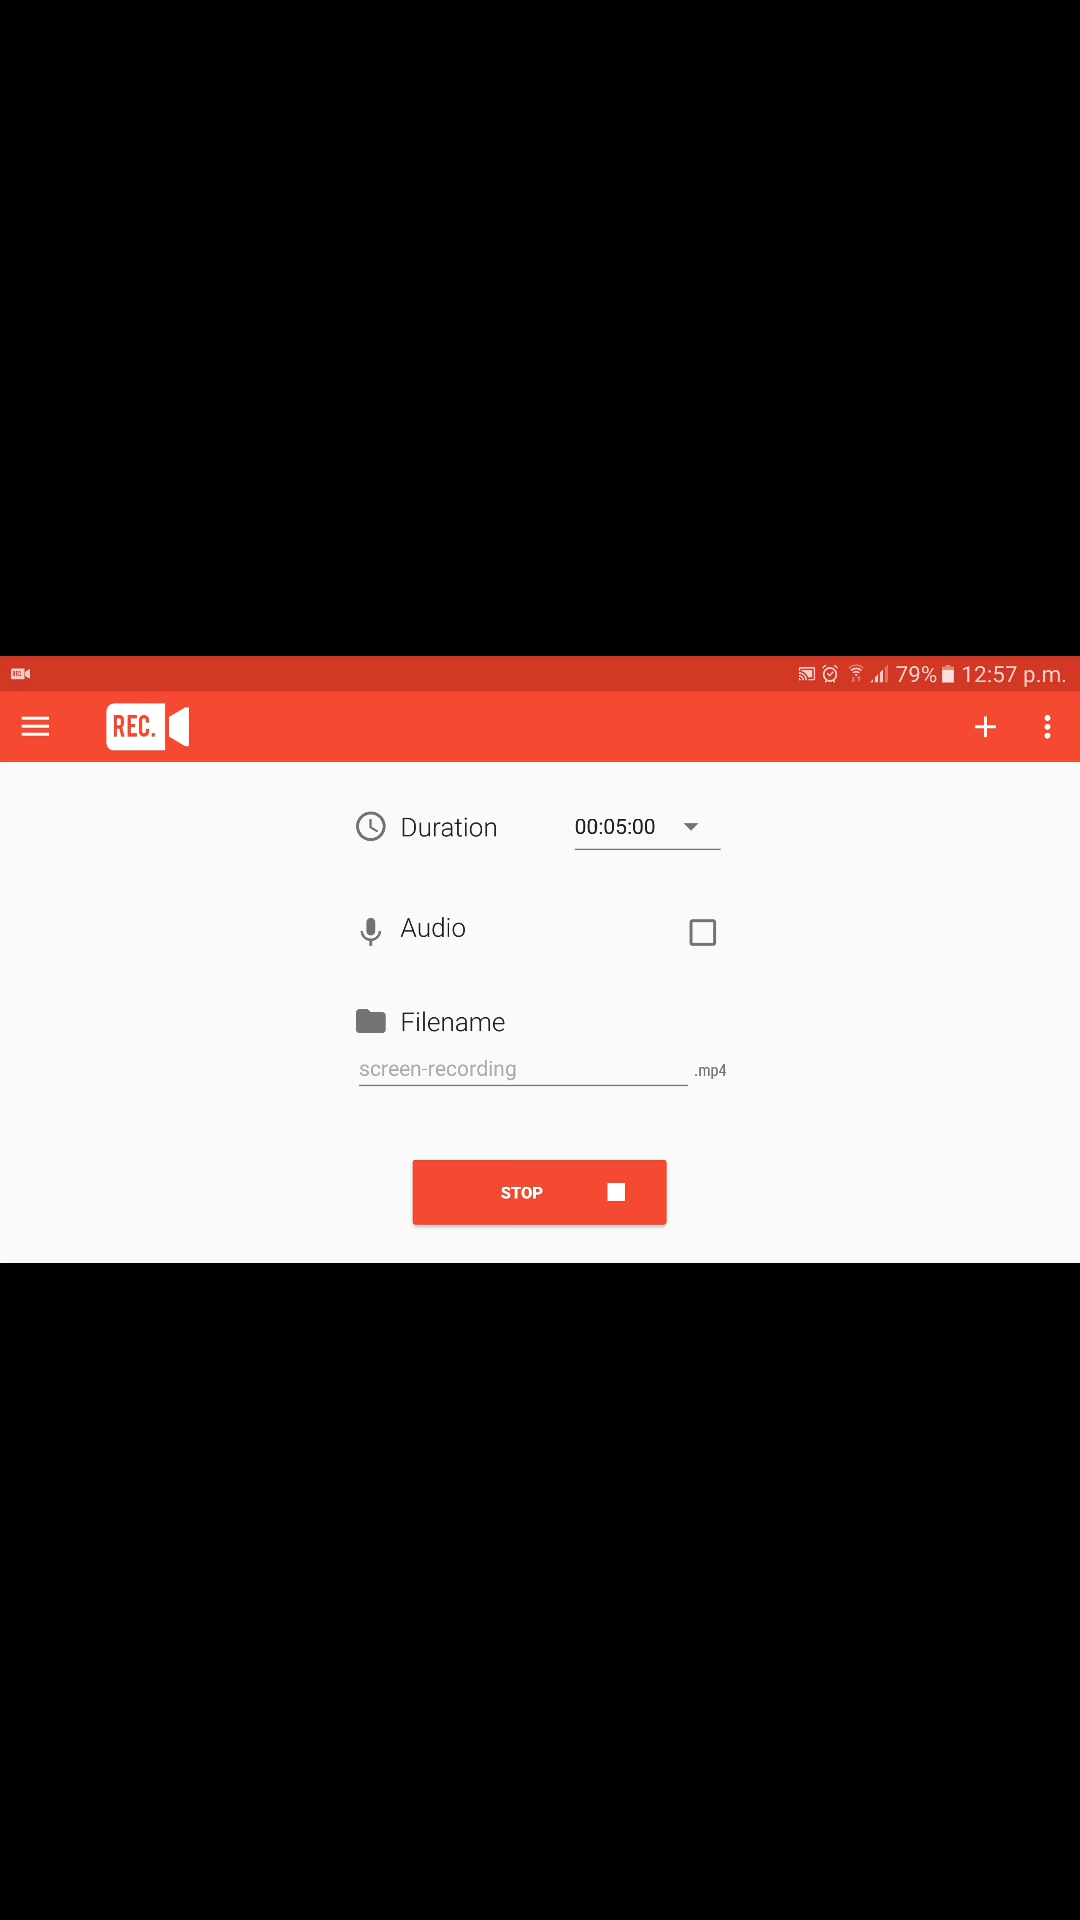 79% 12:57 p.m.
REC.
Duration 00:05:00
Audio
Filename
screen-recording .mp4
STOP